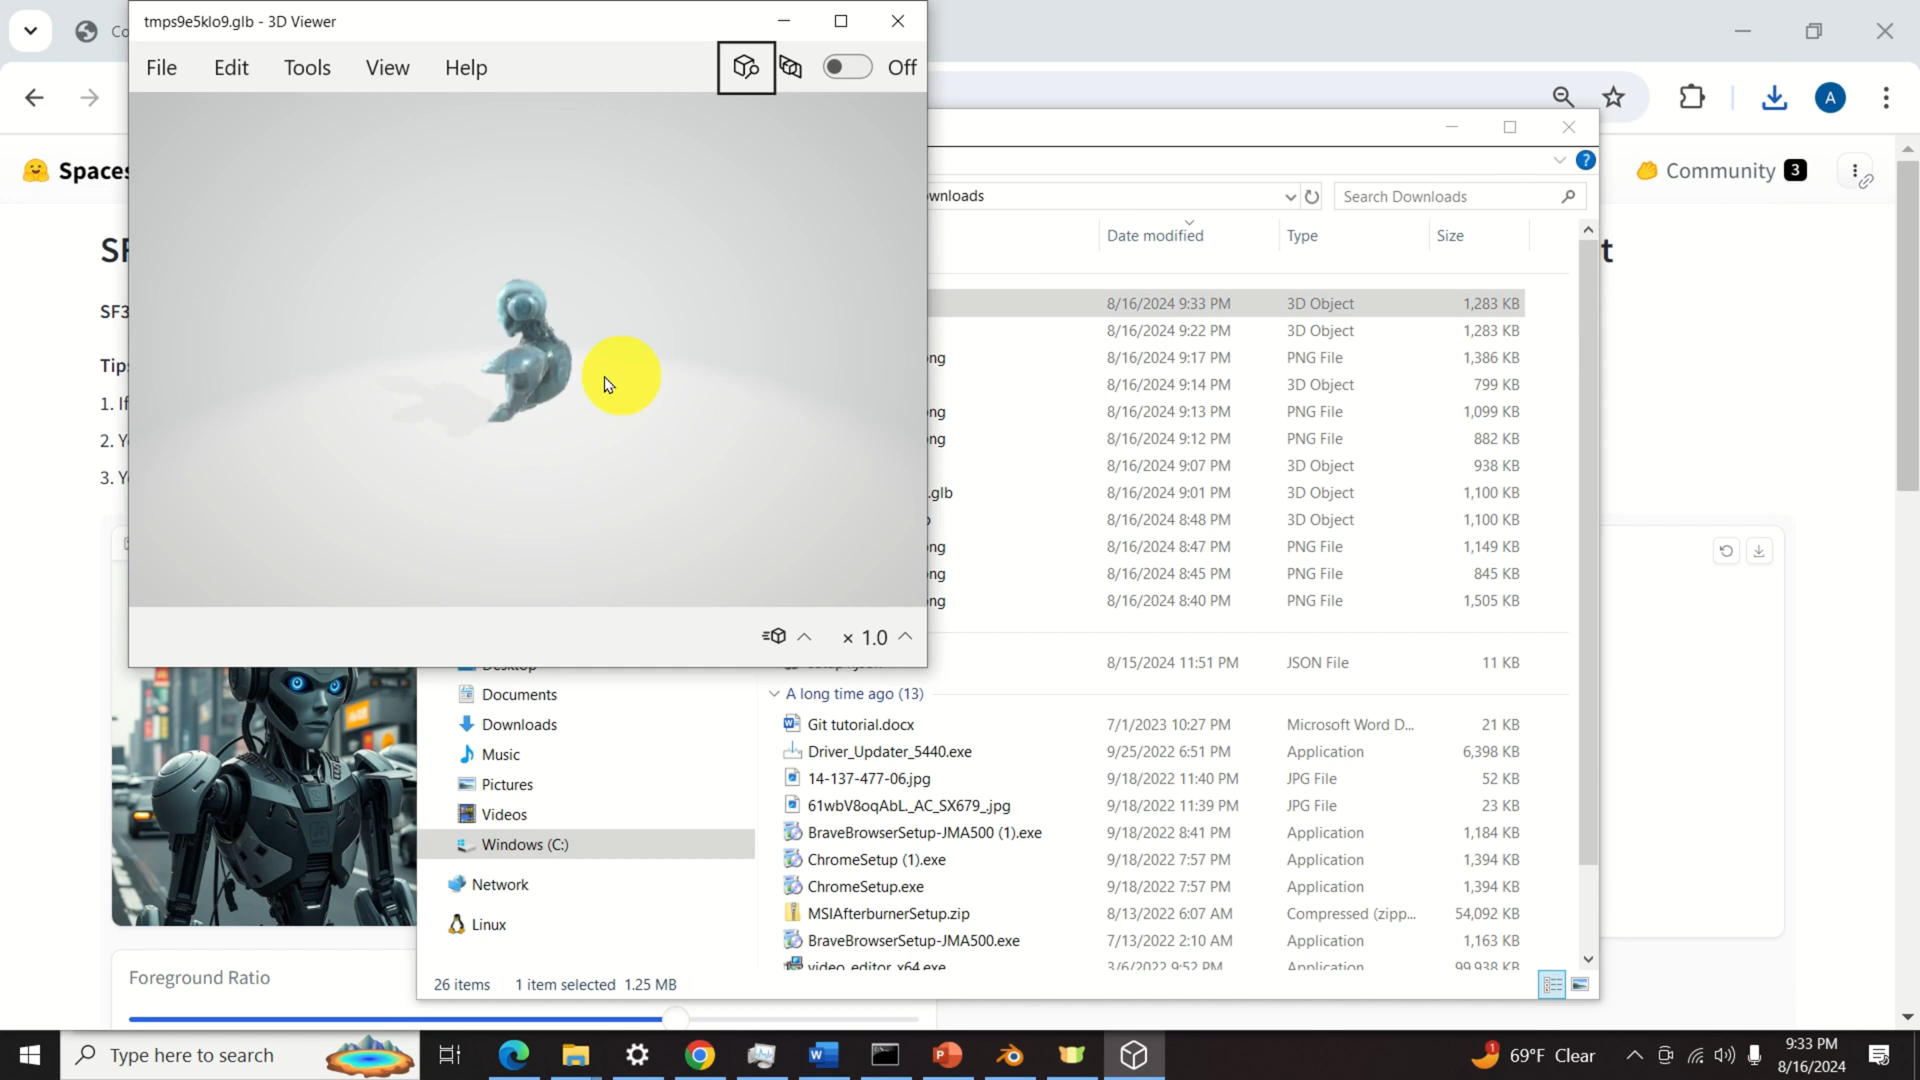 tmps9e5klo9.glb - 3D Viewer
File Edit Tools View Help Off
A
Spaces
Community 3
SF
t
SF3
Tip
1. If
2. Y
3. Y
wnloads
Search Downloads
Date modified Type Size
8/16/2024 9:33 PM 3D Object 1,283 KB
8/16/2024 9:22 PM 3D Object 1,283 KB
ng 8/16/2024 9:17 PM PNG File 1,386 KB
8/16/2024 9:14 PM 3D Object 799 KB
ng 8/16/2024 9:13 PM PNG File 1,099 KB
ng 8/16/2024 9:12 PM PNG File 882 KB
8/16/2024 9:07 PM 3D Object 938 KB
.glb 8/16/2024 9:01 PM 3D Object 1,100 KB
8/16/2024 8:48 PM 3D Object 1,100 KB
ng 8/16/2024 8:47 PM PNG File 1,149 KB
ng 8/16/2024 8:45 PM PNG File 845 KB
ng 8/16/2024 8:40 PM PNG File 1,505 KB
× 1.0
8/15/2024 11:51 PM JSON File 11 KB
Desktop
Documents
Downloads
Music
Pictures
Videos
Windows (C:)
Network
Linux
A long time ago (13)
Git tutorial.docx 7/1/2023 10:27 PM Microsoft Word D... 21 KB
Driver_Updater_5440.exe 9/25/2022 6:51 PM Application 6,398 KB
14-137-477-06.jpg 9/18/2022 11:40 PM JPG File 52 KB
61wbV8oqAbL._AC_SX679_.jpg 9/18/2022 11:39 PM JPG File 23 KB
BraveBrowserSetup-JMA500 (1).exe 9/18/2022 8:41 PM Application 1,184 KB
ChromeSetup (1).exe 9/18/2022 7:57 PM Application 1,394 KB
ChromeSetup.exe 9/18/2022 7:57 PM Application 1,394 KB
MSIAfterburnerSetup.zip 8/13/2022 6:07 AM Compressed (zipp... 54,092 KB
BraveBrowserSetup-JMA500.exe 7/13/2022 2:10 AM Application 1,163 KB
video_editor_x64.exe 3/6/2022 9:52 PM Application 99,938 KB
26 items 1 item selected 1.25 MB
Foreground Ratio
Type here to search
1 69°F Clear
9:33 PM
8/16/2024